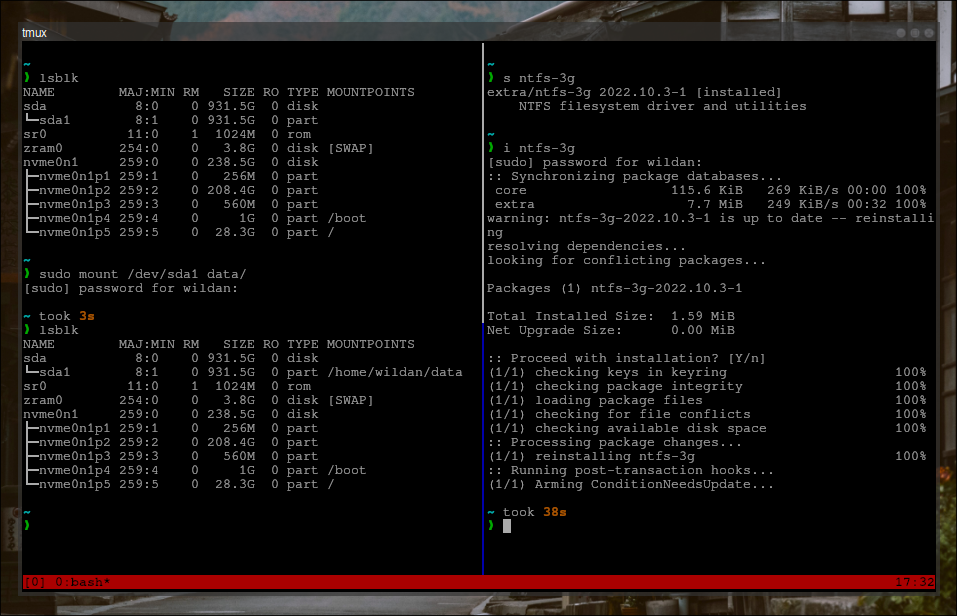 tmux
~
❱ lsblk
NAME        MAJ:MIN RM   SIZE RO TYPE MOUNTPOINTS
sda           8:0    0 931.5G  0 disk
└─sda1        8:1    0 931.5G  0 part
sr0          11:0    1  1024M  0 rom
zram0       254:0    0   3.8G  0 disk [SWAP]
nvme0n1     259:0    0 238.5G  0 disk
├─nvme0n1p1 259:1    0   256M  0 part
├─nvme0n1p2 259:2    0 208.4G  0 part
├─nvme0n1p3 259:3    0   560M  0 part
├─nvme0n1p4 259:4    0     1G  0 part /boot
└─nvme0n1p5 259:5    0  28.3G  0 part /
~
❱ sudo mount /dev/sda1 data/
[sudo] password for wildan:
~ took 3s
❱ lsblk
NAME        MAJ:MIN RM   SIZE RO TYPE MOUNTPOINTS
sda           8:0    0 931.5G  0 disk
└─sda1        8:1    0 931.5G  0 part /home/wildan/data
sr0          11:0    1  1024M  0 rom
zram0       254:0    0   3.8G  0 disk [SWAP]
nvme0n1     259:0    0 238.5G  0 disk
├─nvme0n1p1 259:1    0   256M  0 part
├─nvme0n1p2 259:2    0 208.4G  0 part
├─nvme0n1p3 259:3    0   560M  0 part
├─nvme0n1p4 259:4    0     1G  0 part /boot
└─nvme0n1p5 259:5    0  28.3G  0 part /
~
❱
~
❱ s ntfs-3g
extra/ntfs-3g 2022.10.3-1 [installed]
    NTFS filesystem driver and utilities
~
❱ i ntfs-3g
[sudo] password for wildan:
:: Synchronizing package databases...
 core                  115.6 KiB   269 KiB/s 00:00 100%
 extra                   7.7 MiB   249 KiB/s 00:32 100%
warning: ntfs-3g-2022.10.3-1 is up to date -- reinstalli
ng
resolving dependencies...
looking for conflicting packages...
Packages (1) ntfs-3g-2022.10.3-1
Total Installed Size:  1.59 MiB
Net Upgrade Size:      0.00 MiB
:: Proceed with installation? [Y/n]
(1/1) checking keys in keyring                     100%
(1/1) checking package integrity                   100%
(1/1) loading package files                        100%
(1/1) checking for file conflicts                  100%
(1/1) checking available disk space                100%
:: Processing package changes...
(1/1) reinstalling ntfs-3g                         100%
:: Running post-transaction hooks...
(1/1) Arming ConditionNeedsUpdate...
~ took 38s
❱
[0] 0:bash* 17:32